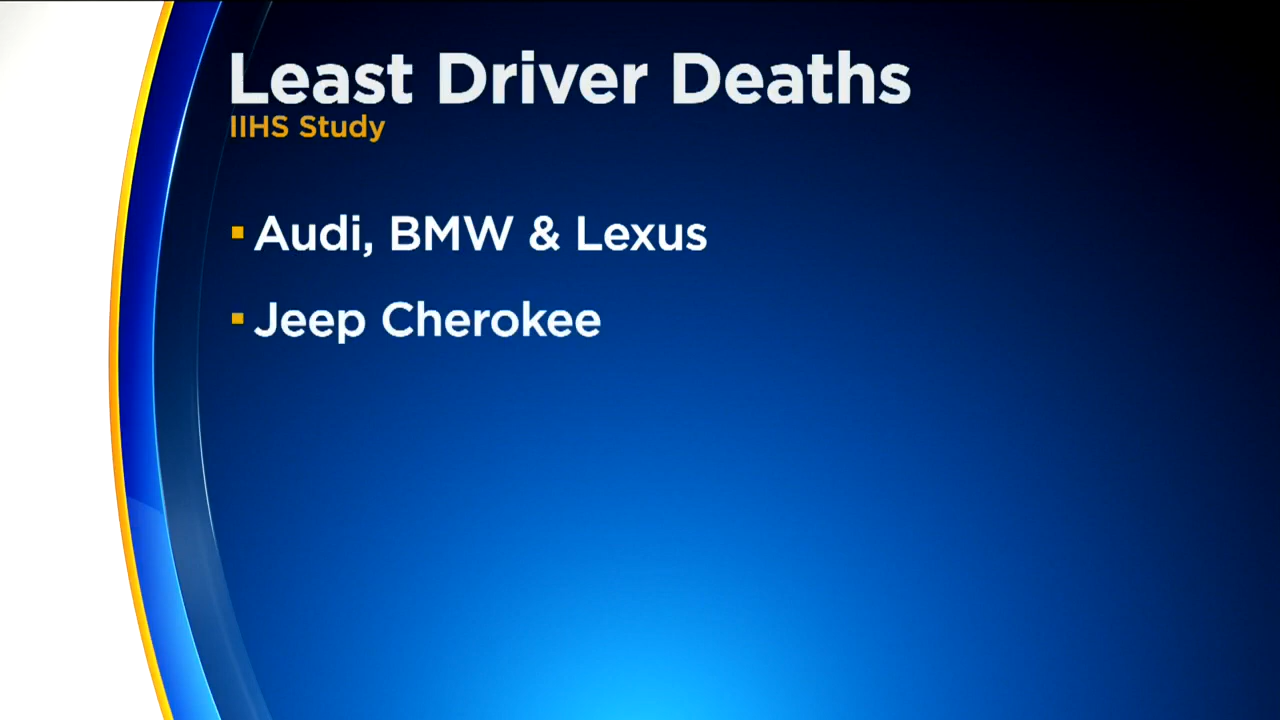 Least Driver Deaths
IIHS Study
Audi, BMW & Lexus
Jeep Cherokee